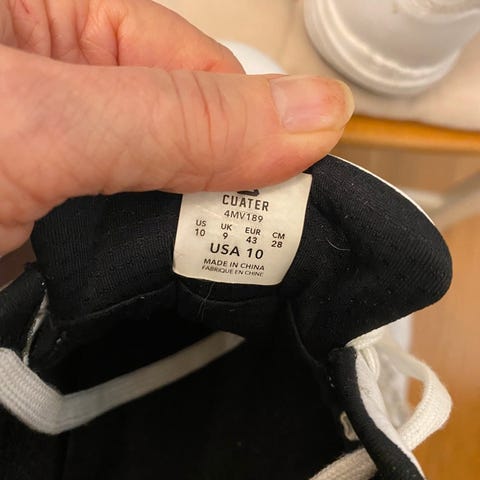 CUATER
4MV189
US UK EUR CM
10 9 43 28
USA 10
MADE IN CHINA
FABRIQUE EN CHINE